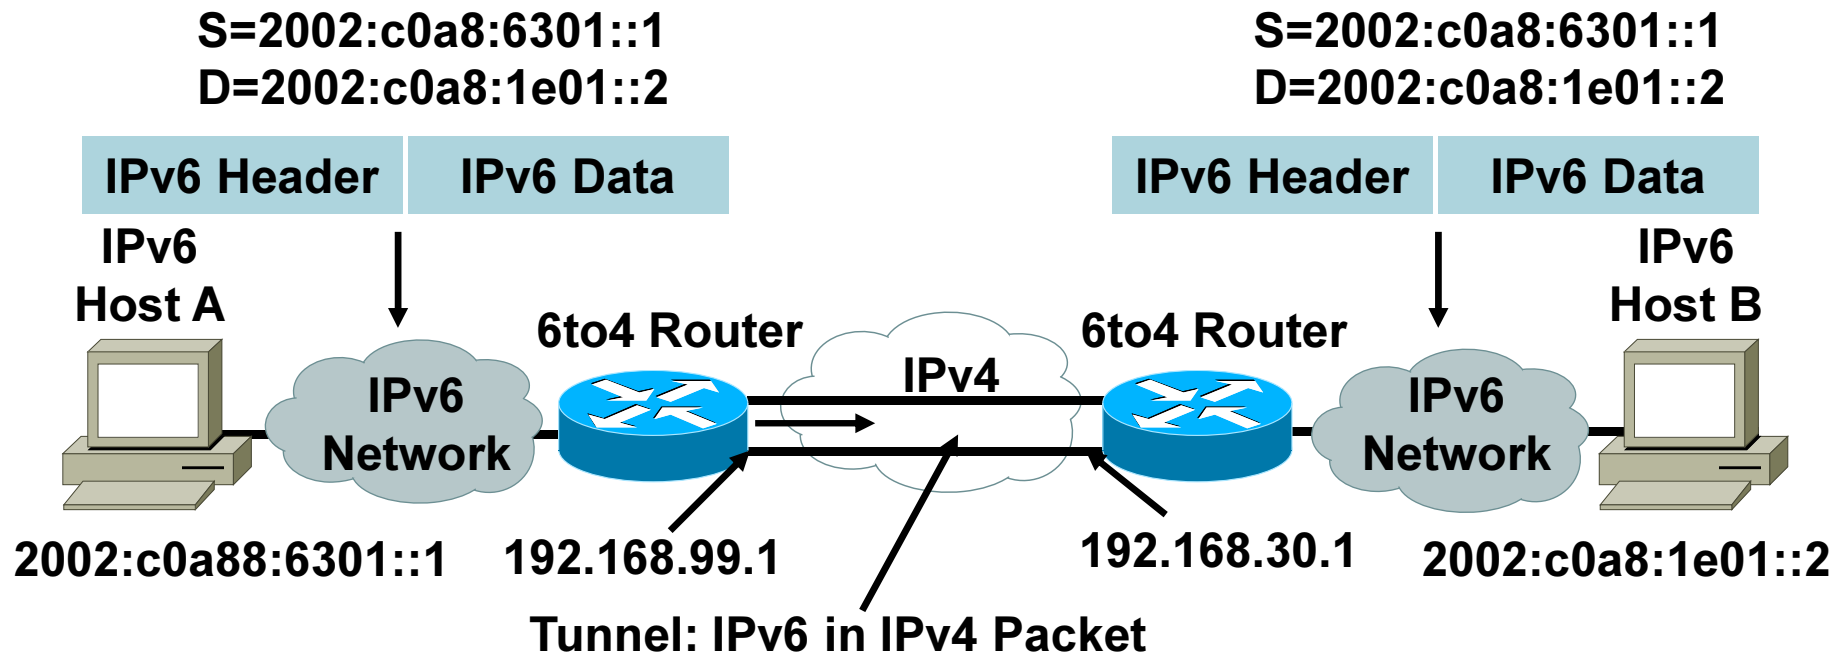 S=2002:c0a8:6301::1
D=2002:c0a8:1e01::2
S=2002:c0a8:6301::1
D=2002:c0a8:1e01::2
IPv6 Header
IPv6 Data
IPv6 Header
IPv6 Data
IPv6
Host A
IPv6
Host B
6to4 Router
IPv4
6to4 Router
IPv6
Network
IPv6
Network
2002:c0a88:6301::1
192.168.99.1
192.168.30.1
2002:c0a8:1e01::2
Tunnel: IPv6 in IPv4 Packet